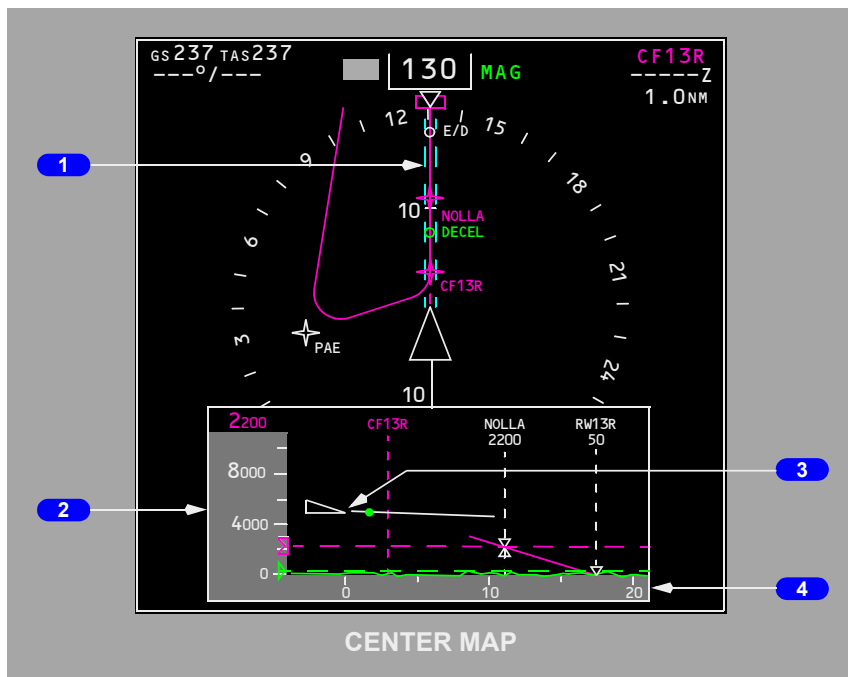 GS237 TAS237
---°/---
130 MAG
CF13R
-----Z
1.0NM
12
15
E/D
9
18
1
10
NOLLA
DECEL
6
21
CF13R
3
PAE
24
10
2200
CF13R
NOLLA
2200
RW13R
50
8000
3
2
4000
0
4
0
10
20
CENTER MAP